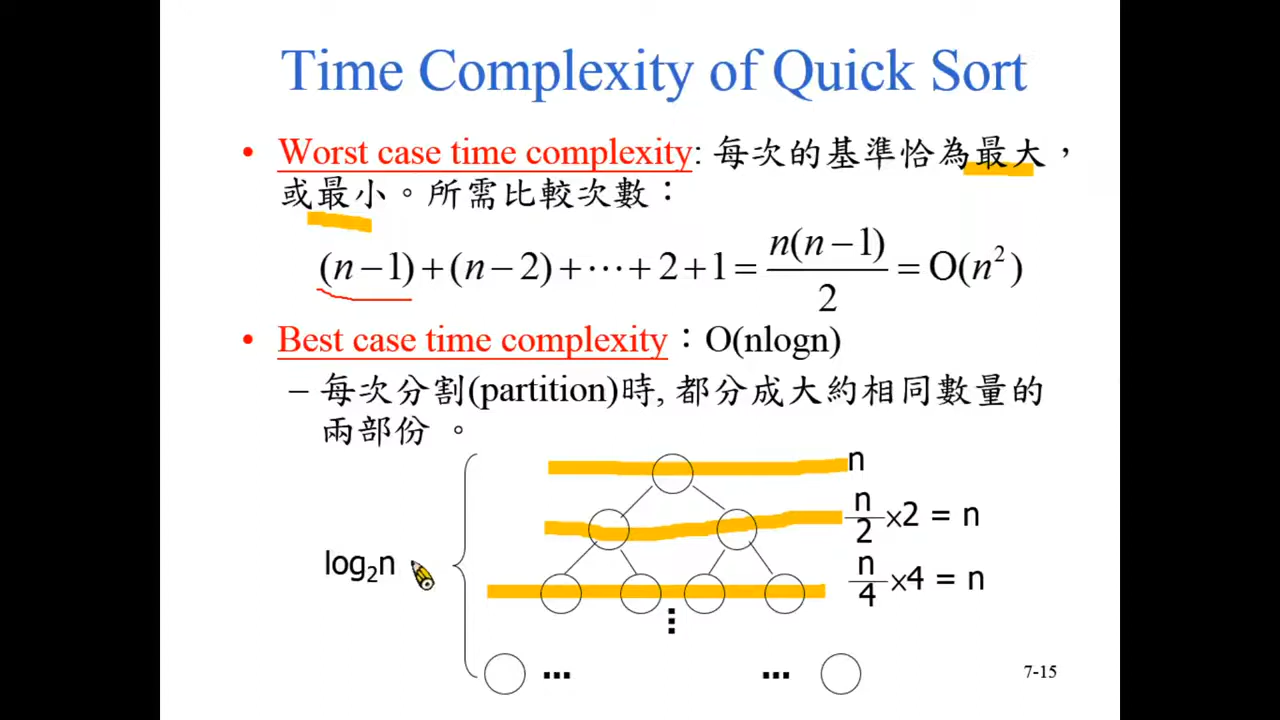 Time Complexity of Quick Sort
• Worst case time complexity: 每次的基準恰為最大，
或最小。所需比較次數：
(n−1)+(n−2)+⋯+2+1 = n(n−1)/2 = O(n²)
• Best case time complexity：O(nlogn)
– 每次分割(partition)時, 都分成大約相同數量的
兩部份 。
n
n/2 ×2 = n
log₂n
n/4 ×4 = n
⋮
... ...
7-15